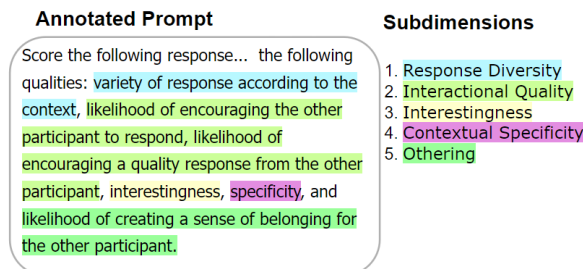 Annotated Prompt
Score the following response... the following
qualities: variety of response according to the
context, likelihood of encouraging the other
participant to respond, likelihood of
encouraging a quality response from the other
participant, interestingness, specificity, and
likelihood of creating a sense of belonging for
the other participant.
Subdimensions
1. Response Diversity
2. Interactional Quality
3. Interestingness
4. Contextual Specificity
5. Othering